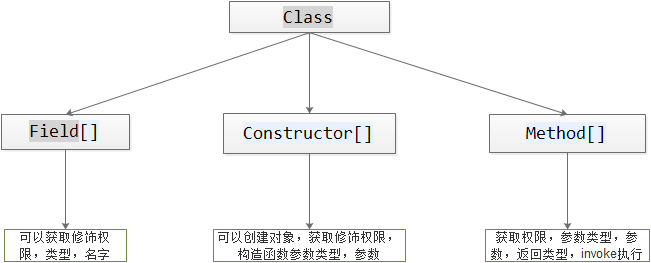 Class
Field[]
Constructor[]
Method[]
可以获取修饰权
限，类型，名字
可以创建对象，获取修饰权限，
构造函数参数类型，参数
获取权限，参数类型，参
数，返回类型，invoke执行